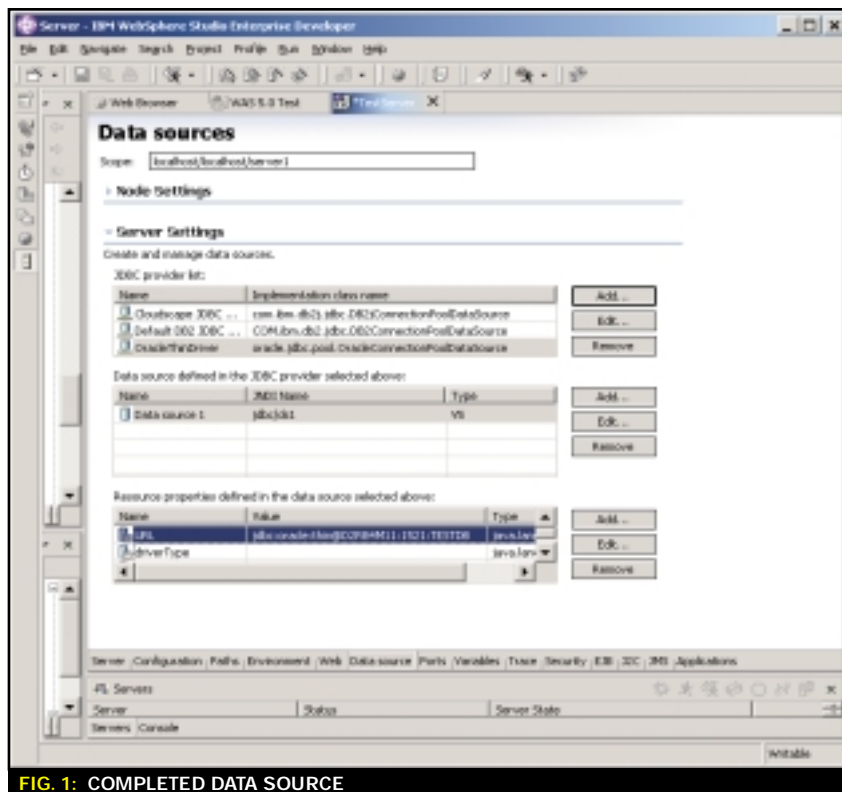 Server - IBM WebSphere Studio Enterprise Developer
File Edit Navigate Search Project Profile Run Window Help
Web Browser WAS 5.0 Test *Test Server
Data sources
Scope: localhost/localhost/server1
Node Settings
Server Settings
Create and manage data sources.
JDBC provider list:
Name Implementation class name
Add...
Cloudscape JDBC ... com.ibm.db2j.jdbc.DB2jConnectionPoolDataSource
Edit...
Default DB2 JDBC ... COM.ibm.db2.jdbc.DB2ConnectionPoolDataSource
OracleThinDriver oracle.jdbc.pool.OracleConnectionPoolDataSource
Remove
Data source defined in the JDBC provider selected above:
Name JNDI Name Type
Add...
Data source 1 jdbc/ds1 V5
Edit...
Remove
Resource properties defined in the data source selected above:
Name Value Type
Add...
URL
driverType java.lan
Edit...
Remove
Server Configuration Paths Environment Web Data source Ports Variables Trace Security EJB J2C JMS Applications
Servers
Server Status Server State
Servers Console
Writable
FIG. 1: COMPLETED DATA SOURCE